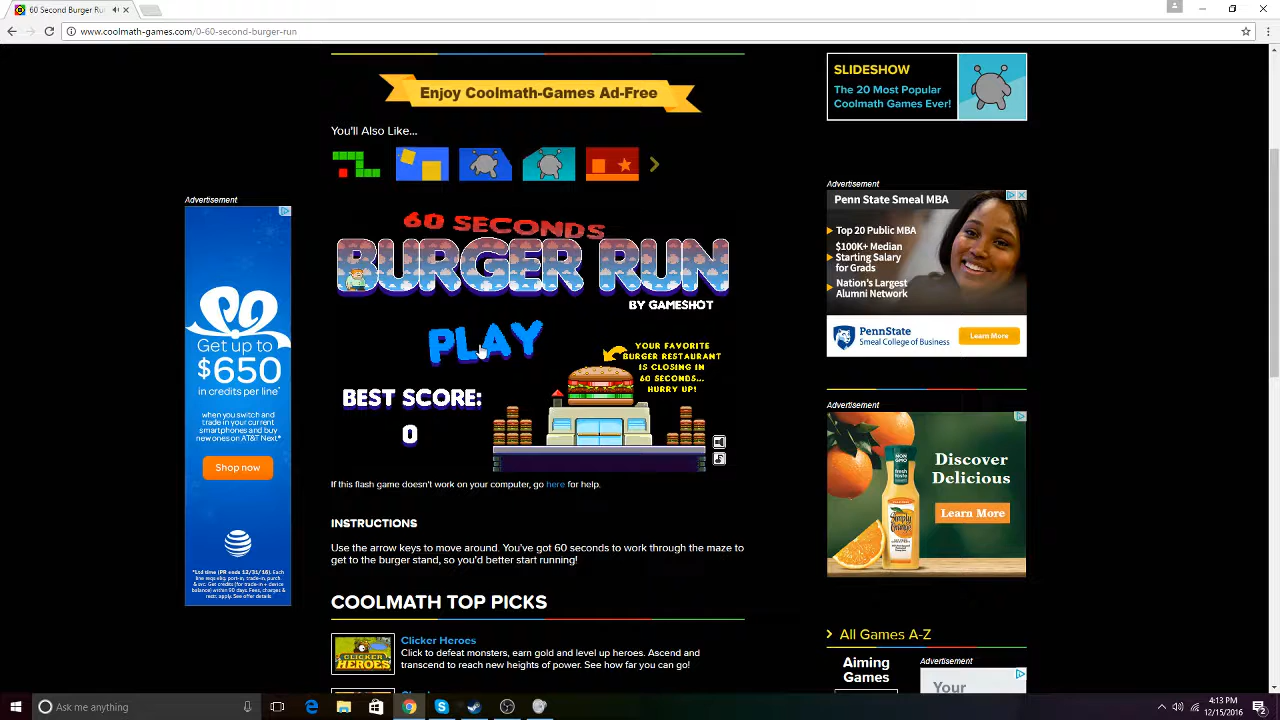 60 Second Burger Ru
www.coolmath-games.com/0-60-second-burger-run
Enjoy Coolmath-Games Ad-Free
You'll Also Like...
SLIDESHOW
The 20 Most Popular
Coolmath Games Ever!
Advertisement
Get up to
$650
in credits per line*
when you switch and
trade in your current
smartphones and buy
new ones on AT&T Next*
Shop now
60 SECONDS
BURGER RUN
BY GAMESHOT
PLAY
YOUR FAVORITE
BURGER RESTAURANT
IS CLOSING IN
60 SECONDS...
HURRY UP!
BEST SCORE:
0
If this flash game doesn't work on your computer, go here for help.
INSTRUCTIONS
Use the arrow keys to move around. You've got 60 seconds to work through the maze to
get to the burger stand, so you'd better start running!
COOLMATH TOP PICKS
CLICKER
HEROES
Clicker Heroes
Click to defeat monsters, earn gold and level up heroes. Ascend and
transcend to reach new heights of power. See how far you can go!
Advertisement
Penn State Smeal MBA
Top 20 Public MBA
$100K+ Median
Starting Salary
for Grads
Nation's Largest
Alumni Network
PennState
Smeal College of Business
Learn More
Advertisement
Discover
Delicious
Learn More
Simply
Orange
All Games A-Z
Aiming
Games
Advertisement
Your
Ask me anything
4:13 PM
12/15/2016